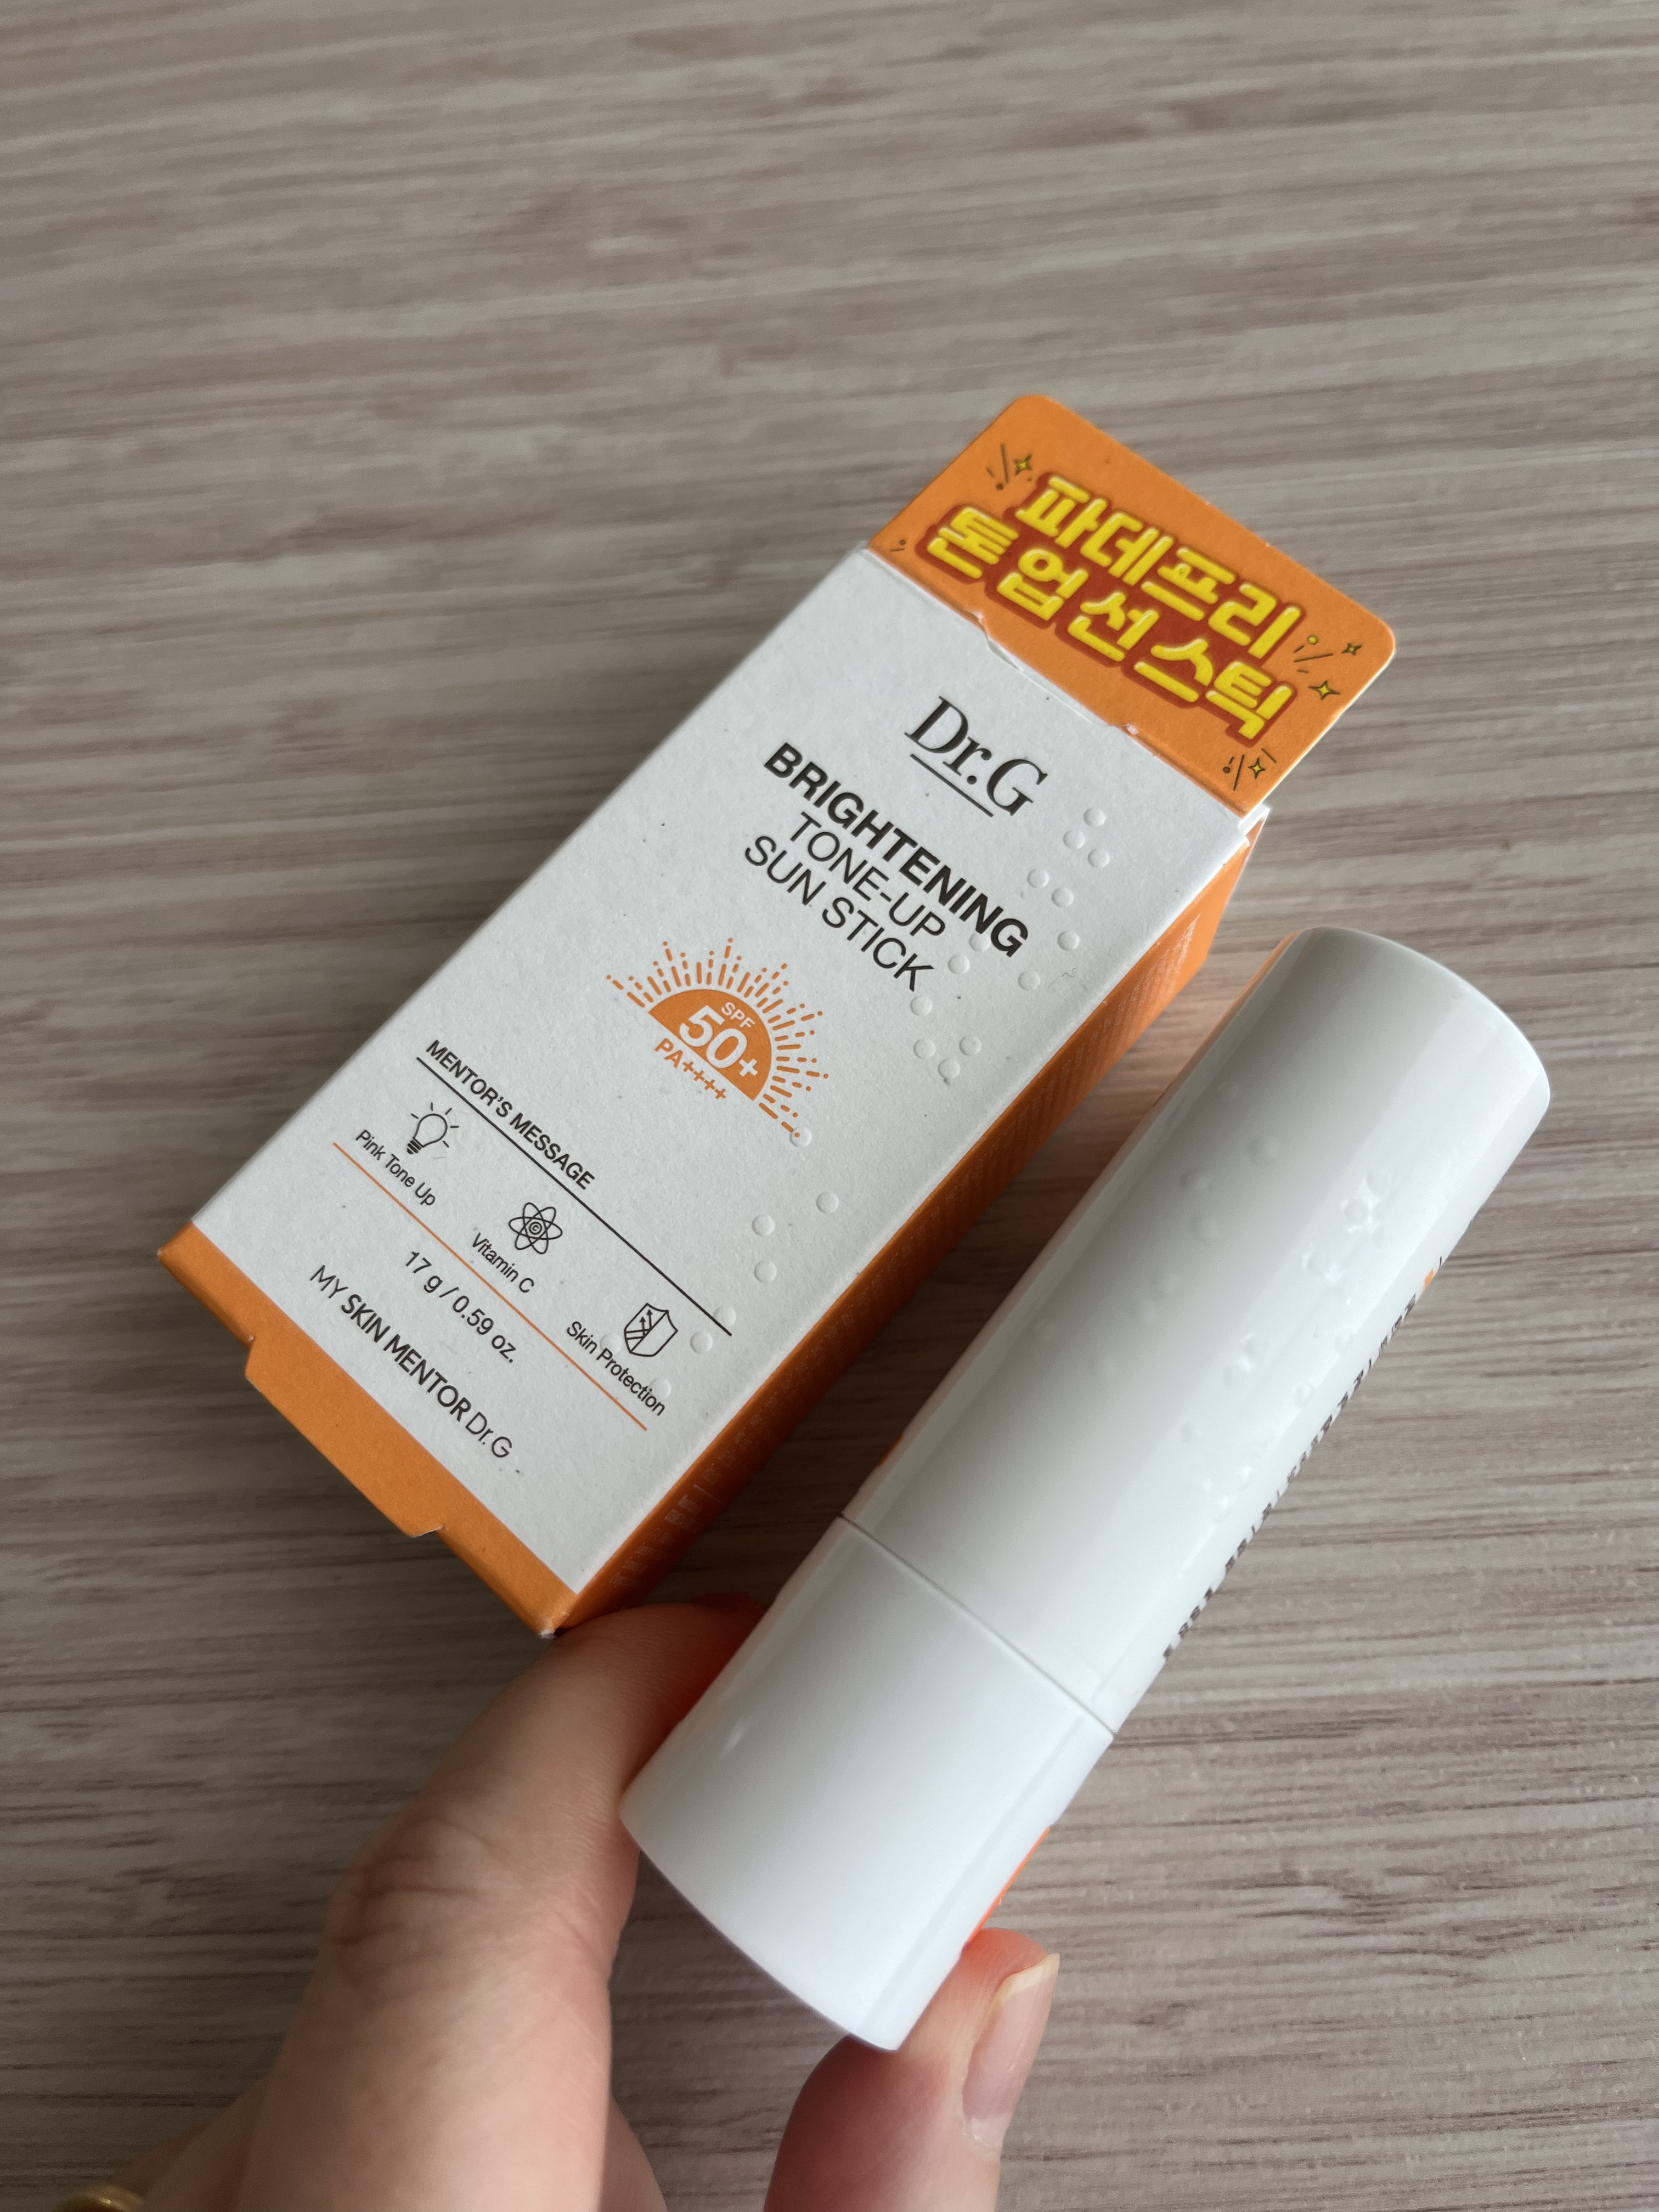 파데프리
톤업선스틱
Dr.G
BRIGHTENING
TONE-UP
SUN STICK
SPF
50+
PA++++
MENTOR'S MESSAGE
Pink Tone Up
Vitamin C
Skin Protection
17 g / 0.59 oz.
MY SKIN MENTOR Dr.G